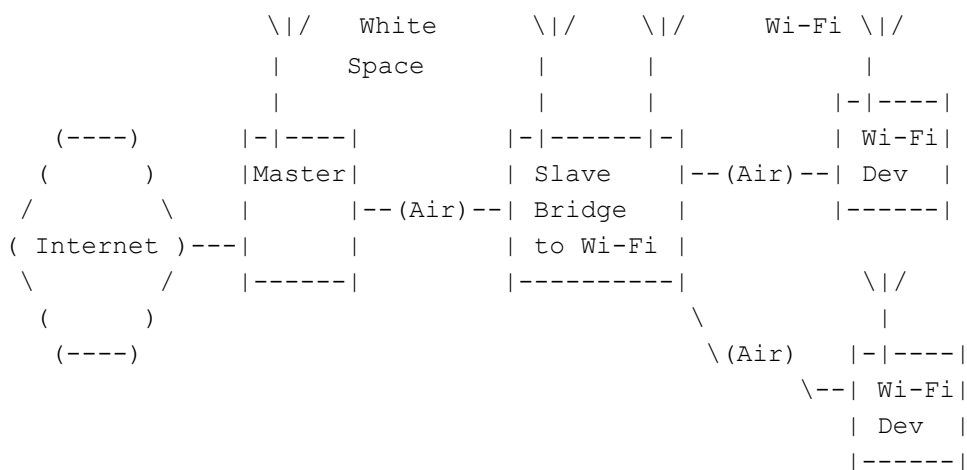 \|/ White \|/ \|/ Wi-Fi \|/
| Space | | |
| | | |-|----|
(----) |-|----| |-|------|-| | Wi-Fi|
( ) |Master| | Slave |--(Air)--| Dev |
/ \ | |--(Air)--| Bridge | |------|
( Internet )---| | | to Wi-Fi |
\ / |------| |----------| \|/
( ) \ |
(----) \(Air) |-|----|
\--| Wi-Fi|
| Dev |
|------|